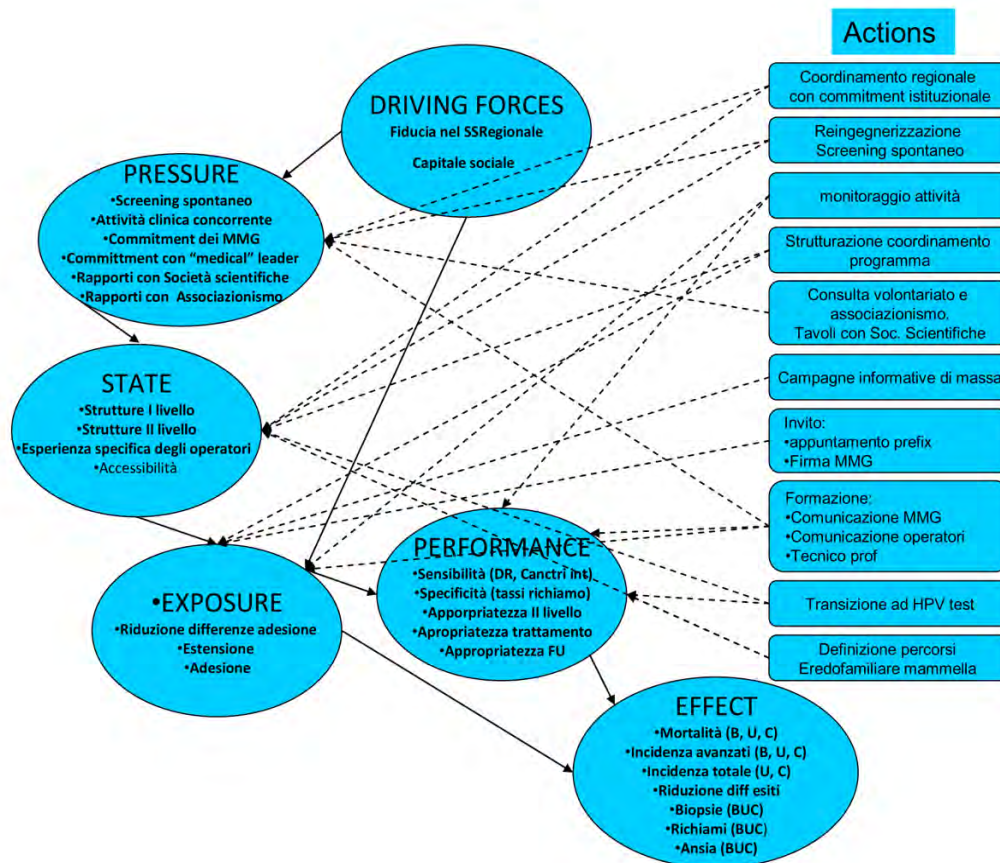 Actions
DRIVING FORCES
Fiducia nel SSRegionale
Capitale sociale
PRESSURE
•Screening spontaneo
•Attività clinica concorrente
•Commitment dei MMG
•Committment con “medical” leader
•Rapporti con Società scientifiche
•Rapporti con Associazionismo
STATE
•Strutture I livello
•Strutture II livello
•Esperienza specifica degli operatori
•Accessibilità
•EXPOSURE
•Riduzione differenze adesione
•Estensione
•Adesione
PERFORMANCE
•Sensibilità (DR, Canctri int)
•Specificità (tassi richiamo)
•Apporpriatezza II livello
•Apropriatezza trattamento
•Appropriatezza FU
EFFECT
•Mortalità (B, U, C)
•Incidenza avanzati (B, U, C)
•Incidenza totale (U, C)
•Riduzione diff esiti
•Biopsie (BUC)
•Richiami (BUC)
•Ansia (BUC)
Coordinamento regionale
con commitment istituzionale
Reingegnerizzazione
Screening spontaneo
monitoraggio attività
Strutturazione coordinamento
programma
Consulta volontariato e
associazionismo.
Tavoli con Soc. Scientifiche
Campagne informative di massa
Invito:
•appuntamento prefix
•Firma MMG
Formazione:
•Comunicazione MMG
•Comunicazione operatori
•Tecnico prof
Transizione ad HPV test
Definizione percorsi
Eredofamiliare mammella